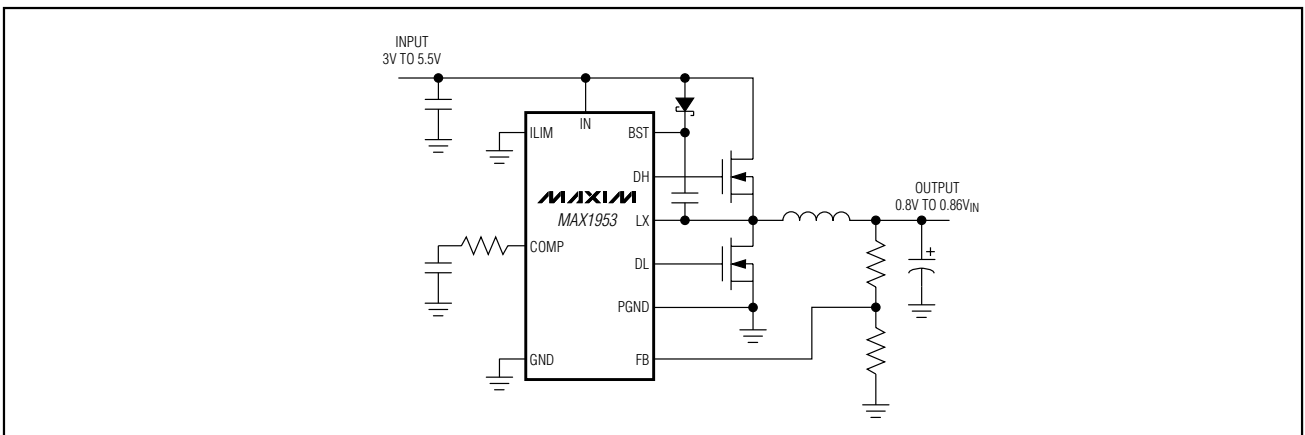 INPUT
3V TO 5.5V
IN
ILIM
BST
DH
MAXIM
MAX1953
LX
OUTPUT
0.8V TO 0.86VIN
COMP
DL
PGND
GND
FB
+